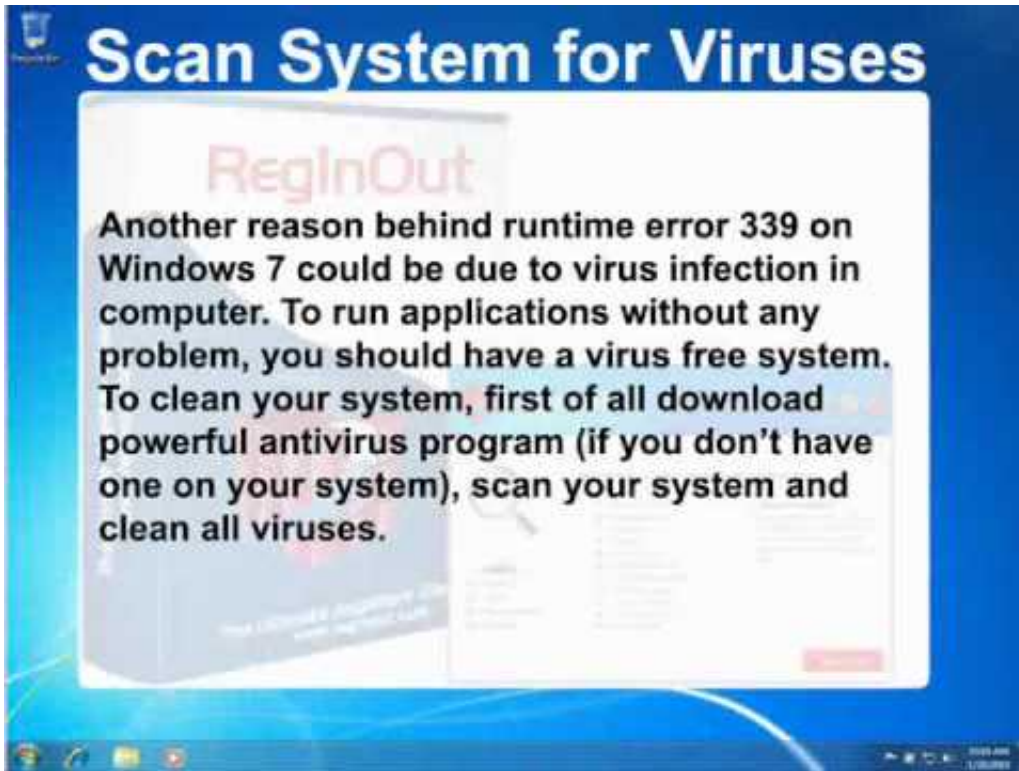 Scan System for Viruses
RegInOut
Another reason behind runtime error 339 on
Windows 7 could be due to virus infection in
computer. To run applications without any
problem, you should have a virus free system.
To clean your system, first of all download
powerful antivirus program (if you don't have
one on your system), scan your system and
clean all viruses.